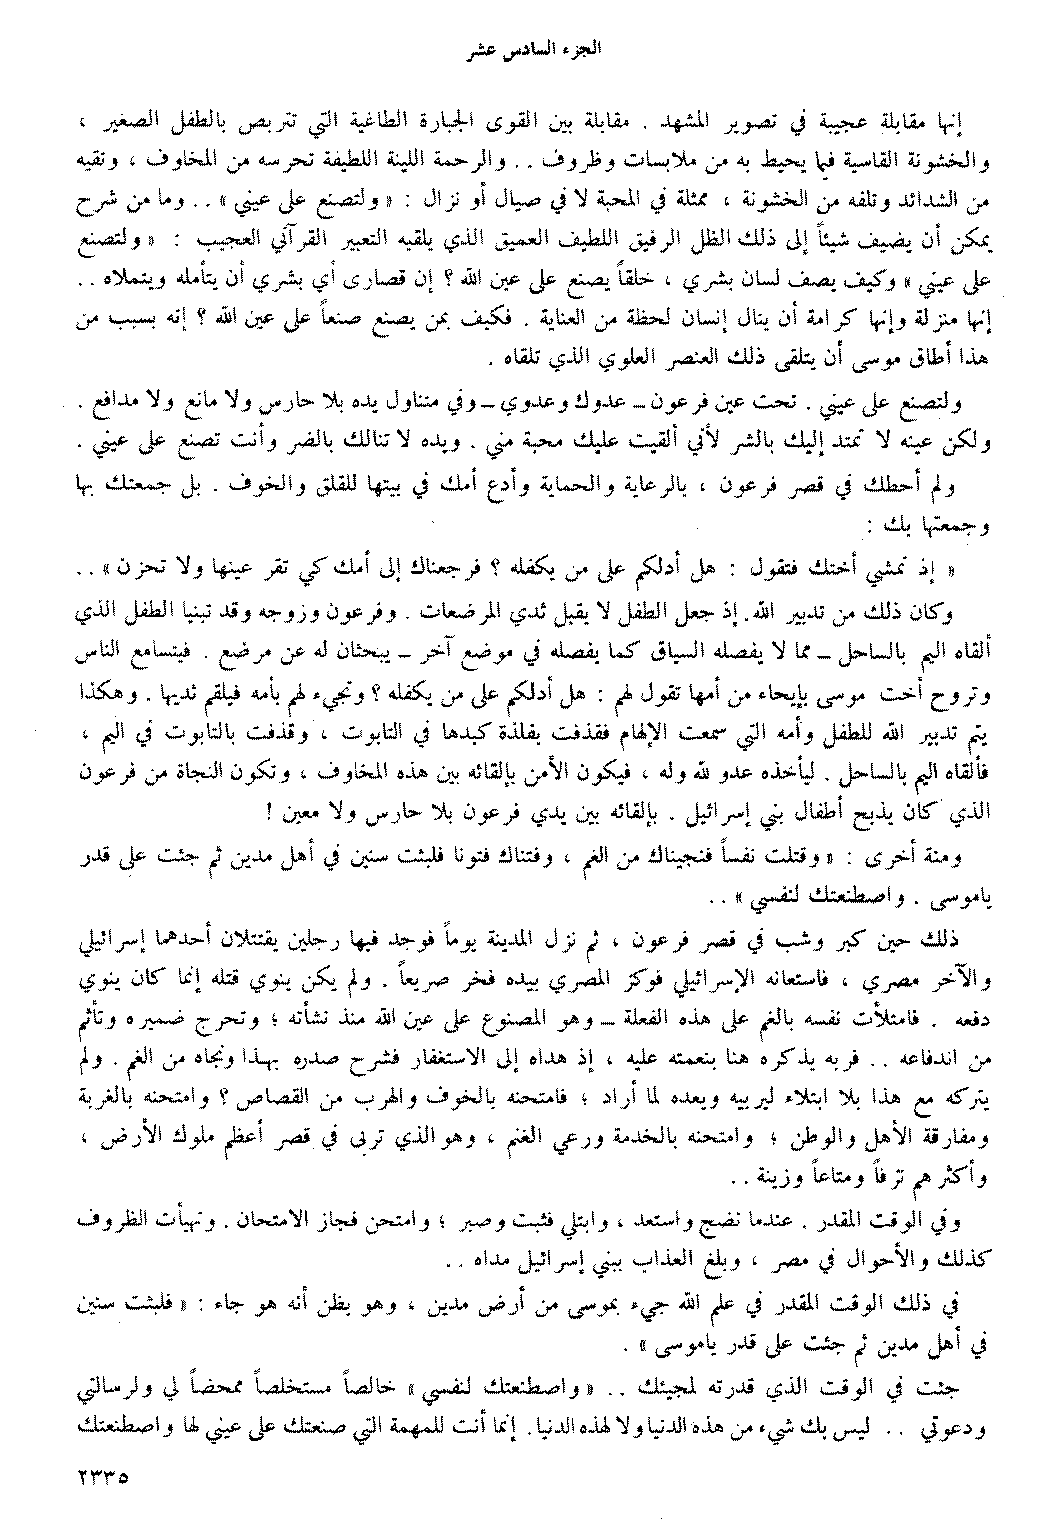 الجزء السادس عشر
إنها مقابلة عجيبة في تصوير المشهد . مقابلة بين القوى الجبارة الطاغية التي تتربص بالطفل الصغير ،
والخشونة القاسية فيما يحيط به من ملابسات وظروف .. والرحمة اللينة اللطيفة تحرسه من المخاوف ، وتقيه
من الشدائد وتلفه من الخشونة ، ممثلة في المحبة لا في صيال أو نزال : « ولتصنع على عيني » .. وما من شرح
يمكن أن يضيف شيئاً إلى ذلك الظل الرفيق اللطيف العميق الذي يلقيه التعبير القرآني العجيب : « ولتصنع
على عيني » وكيف يصف لسان بشري ، خلقاً يصنع على عين الله ؟ إن قصارى أي بشري أن يتأمله ويتملاه ..
إنها منزلة وإنها كرامة أن ينال إنسان لحظة من العناية . فكيف بمن يصنع صنعاً على عين الله ؟ إنه بسبب من
هذا أطاق موسى أن يتلقى ذلك العنصر العلوي الذي تلقاه .
ولتصنع على عيني . تحت عين فرعون ــ عدوك وعدوي ــ وفي متناول يده بلا حارس ولا مانع ولا مدافع .
ولكن عينه لا تمتد إليك بالشر لأني ألقيت عليك محبة مني . ويده لا تنالك بالضر وأنت تصنع على عيني .
ولم أحطك في قصر فرعون ، بالرعاية والحماية وأدع أمك في بيتها للقلق والخوف . بل جمعتك بها
وجمعتها بك :
« إذ تمشي أختك فتقول : هل أدلكم على من يكفله ؟ فرجعناك إلى أمك كي تقر عينها ولا تحزن » ..
وكان ذلك من تدبير الله. إذ جعل الطفل لا يقبل ثدي المرضعات . وفرعون وزوجه وقد تبنيا الطفل الذي
ألقاه اليم بالساحل ــ مما لا يفصله السياق كما يفصله في موضع آخر ــ يبحثان له عن مرضع . فيتسامع الناس
وتروح أخت موسى بإيحاء من أمها تقول لهم : هل أدلكم على من يكفله ؟ وتجيء لهم بأمه فيلقم ثديها . وهكذا
يتم تدبير الله للطفل وأمه التي سمعت الإلهام فقذفت بفلذة كبدها في التابوت ، وقذفت بالتابوت في اليم ،
فألقاه اليم بالساحل . ليأخذه عدو لله وله ، فيكون الأمن بإلقائه بين هذه المخاوف ، وتكون النجاة من فرعون
الذي كان يذبح أطفال بني إسرائيل . بإلقائه بين يدي فرعون بلا حارس ولا معين !
ومنة أخرى : « وقتلت نفساً فنجيناك من الغم ، وفتناك فتونا فلبثت سنين في أهل مدين ثم جئت على قدر
ياموسى . واصطنعتك لنفسي » ..
ذلك حين كبر وشب في قصر فرعون ، ثم نزل المدينة يوماً فوجد فيها رجلين يقتتلان أحدهما إسرائيلي
والآخر مصري ، فاستعانه الإسرائيلي فوكز المصري بيده فخر صريعاً . ولم يكن ينوي قتله إنما كان ينوي
دفعه . فامتلأت نفسه بالغم على هذه الفعلة ــ وهو المصنوع على عين الله منذ نشأته ؛ وتحرج ضميره وتأثم
من اندفاعه .. فربه يذكره هنا بنعمته عليه ، إذ هداه إلى الاستغفار فشرح صدره بهذا ونجاه من الغم . ولم
يتركه مع هذا بلا ابتلاء ليربيه ويعده لما أراد ؛ فامتحنه بالخوف والهرب من القصاص ؟ وامتحنه بالغربة
ومفارقة الأهل والوطن ؛ وامتحنه بالخدمة ورعي الغنم ، وهو الذي تربى في قصر أعظم ملوك الأرض ،
وأكثر هم ترفاً ومتاعاً وزينة ..
وفي الوقت المقدر . عندما نضج واستعد ، وابتلي فثبت وصبر ؛ وامتحن فجاز الامتحان . وتهيأت الظروف
كذلك والأحوال في مصر ، وبلغ العذاب ببني إسرائيل مداه ..
في ذلك الوقت المقدر في علم الله جيء بموسى من أرض مدين ، وهو يظن أنه هو جاء : « فلبثت سنين
في أهل مدين ثم جئت على قدر ياموسى » .
جئت في الوقت الذي قدرته لمجيئك .. « واصطنعتك لنفسي » خالصاً مستخلصاً ممحضاً لي ولرسالتي
ودعوتي .. ليس بك شيء من هذه الدنيا ولا لهذه الدنيا. إنما أنت للمهمة التي صنعتك على عيني لها واصطنعتك
٢٣٣٥